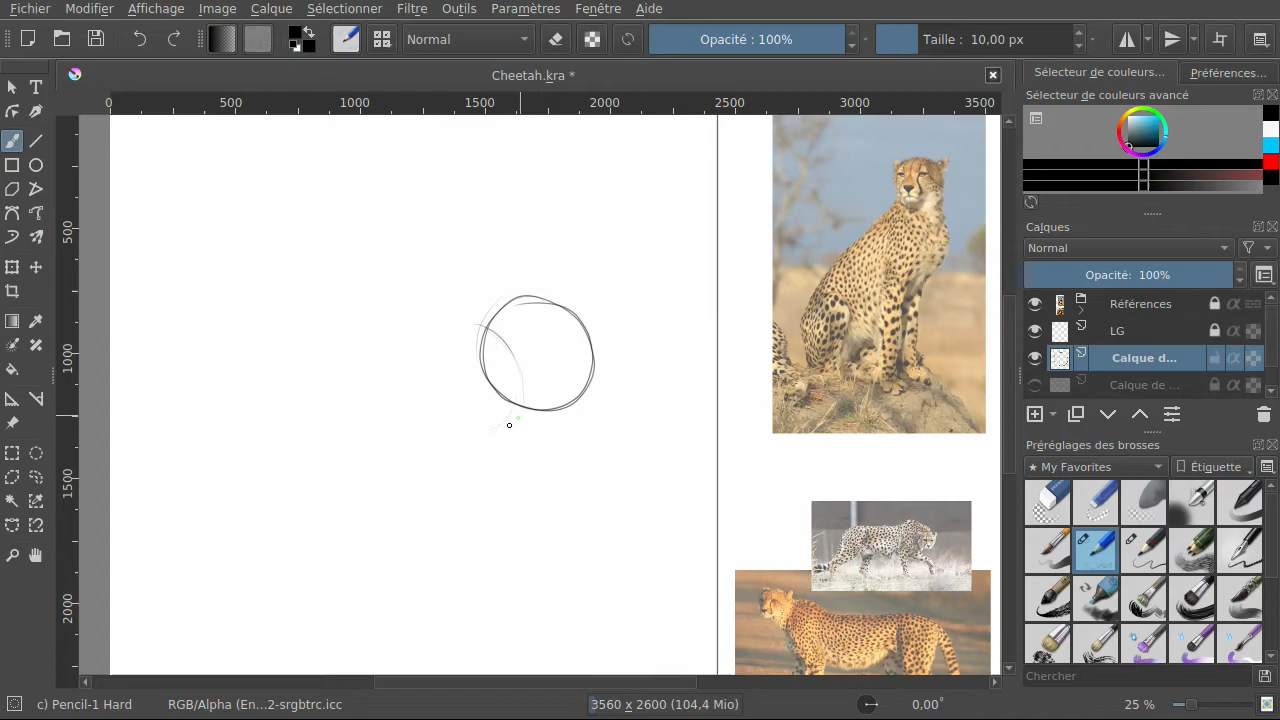 Fichier Modifier Affichage Image Calque Sélectionner Filtre Outils Paramètres Fenêtre Aide
Normal Opacité : 100% Taille : 10,00 px
Cheetah.kra *
Sélecteur de couleurs... Préférences...
0 500 1000 1500 2000 2500 3000 3500
Sélecteur de couleurs avancé
500
1000
1500
2000
Calques
Normal
Opacité: 100%
Références
LG
Calque d...
Calque de ...
Préréglages des brosses
My Favorites Étiquette
Chercher
c) Pencil-1 Hard RGB/Alpha (En...2-srgbtrc.icc 3560 x 2600 (104,4 Mio) 0,00° 25 %